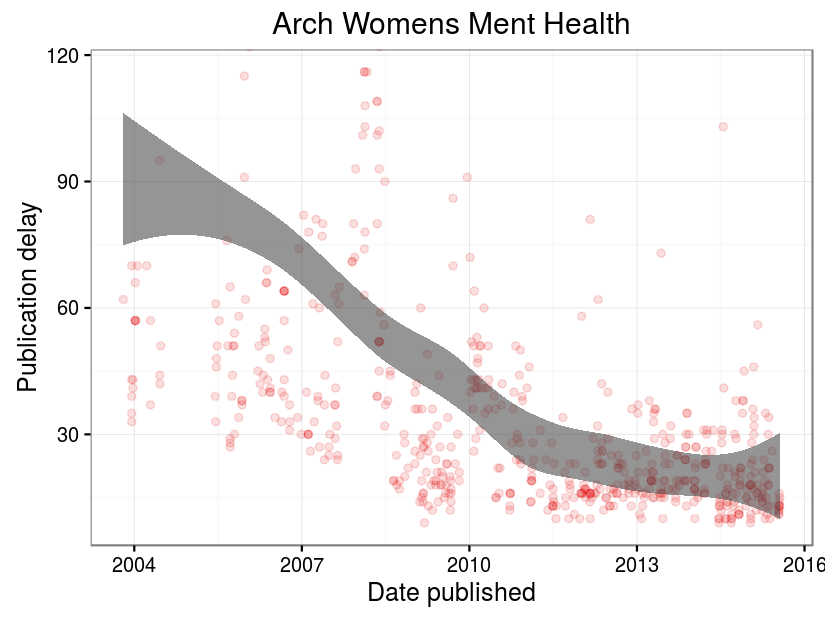 Arch Womens Ment Health
120
90
60
30
Publication delay
2004 2007 2010 2013 2016
Date published